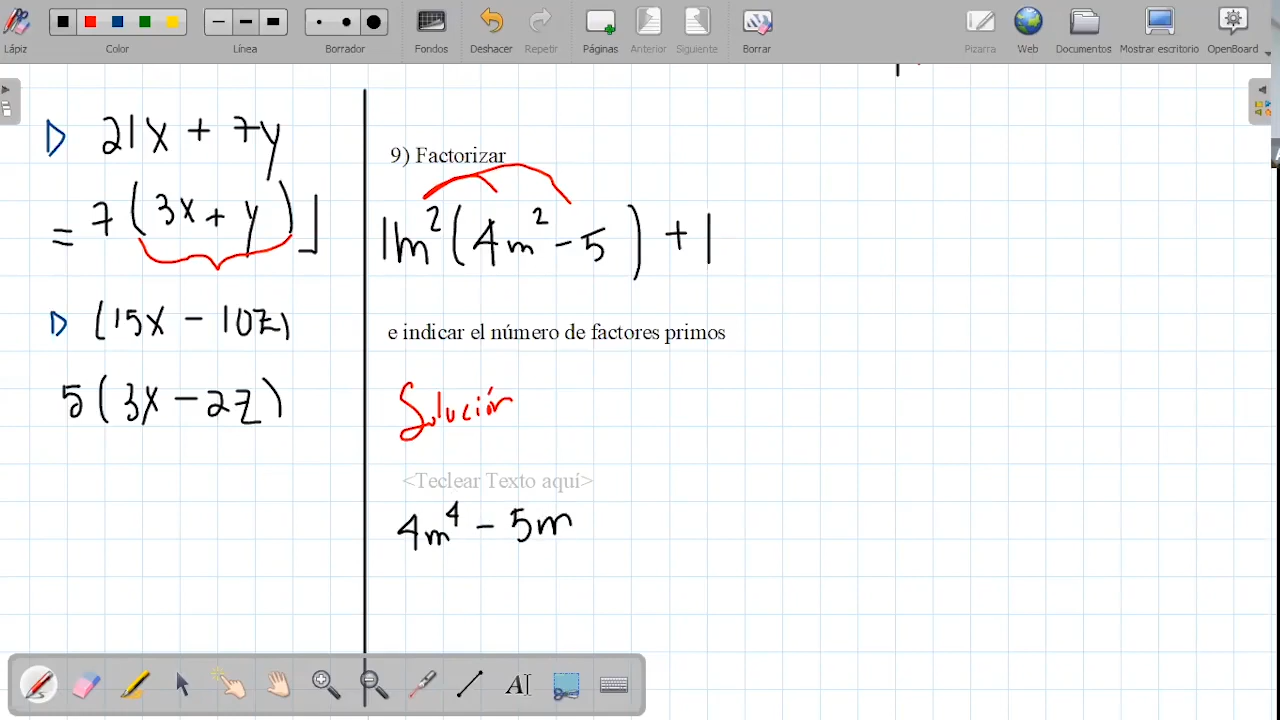 Lápiz Color Línea Borrador Fondos Deshacer Repetir Páginas Anterior Siguiente Borrar Pizarra Web Documentos Mostrar escritorio OpenBoard
21x + 7y
= 7(3x + y)
(15x - 10z)
5(3x - 2z)
9) Factorizar
1m²(4m² - 5) + 1
e indicar el número de factores primos
Solución
<Teclear Texto aquí>
4m⁴ - 5m